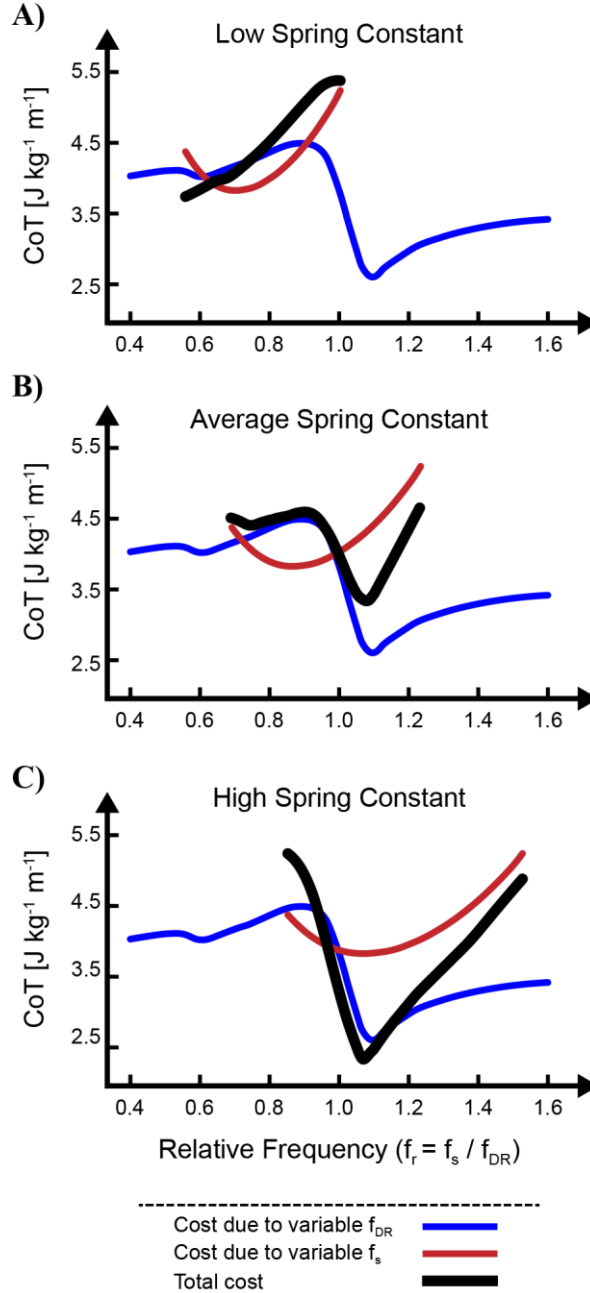 A)
Low Spring Constant
CoT [J kg⁻¹ m⁻¹]
5.5
4.5
3.5
2.5
0.4 0.6 0.8 1.0 1.2 1.4 1.6
B)
Average Spring Constant
CoT [J kg⁻¹ m⁻¹]
5.5
4.5
3.5
2.5
0.4 0.6 0.8 1.0 1.2 1.4 1.6
C)
High Spring Constant
CoT [J kg⁻¹ m⁻¹]
5.5
4.5
3.5
2.5
0.4 0.6 0.8 1.0 1.2 1.4 1.6
Relative Frequency (f_r = f_s / f_DR)
Cost due to variable f_DR
Cost due to variable f_s
Total cost